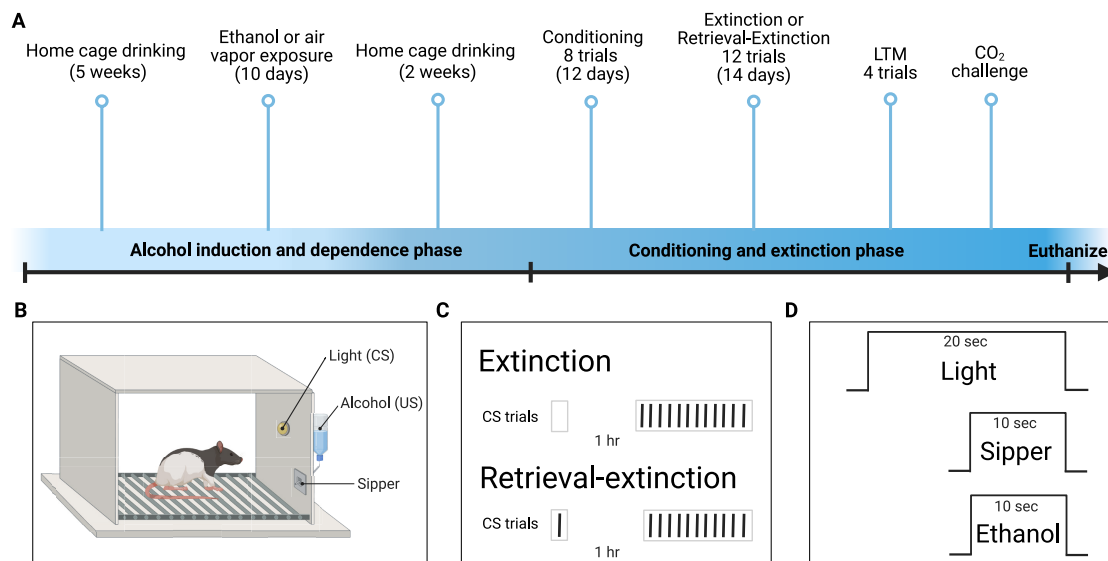 A
Home cage drinking
(5 weeks)
Ethanol or air
vapor exposure
(10 days)
Home cage drinking
(2 weeks)
Conditioning
8 trials
(12 days)
Extinction or
Retrieval-Extinction
12 trials
(14 days)
LTM
4 trials
CO₂
challenge
Alcohol induction and dependence phase
Conditioning and extinction phase
Euthanize
B
Light (CS)
Alcohol (US)
Sipper
C
Extinction
CS trials
1 hr
Retrieval-extinction
CS trials
1 hr
D
20 sec
Light
10 sec
Sipper
10 sec
Ethanol